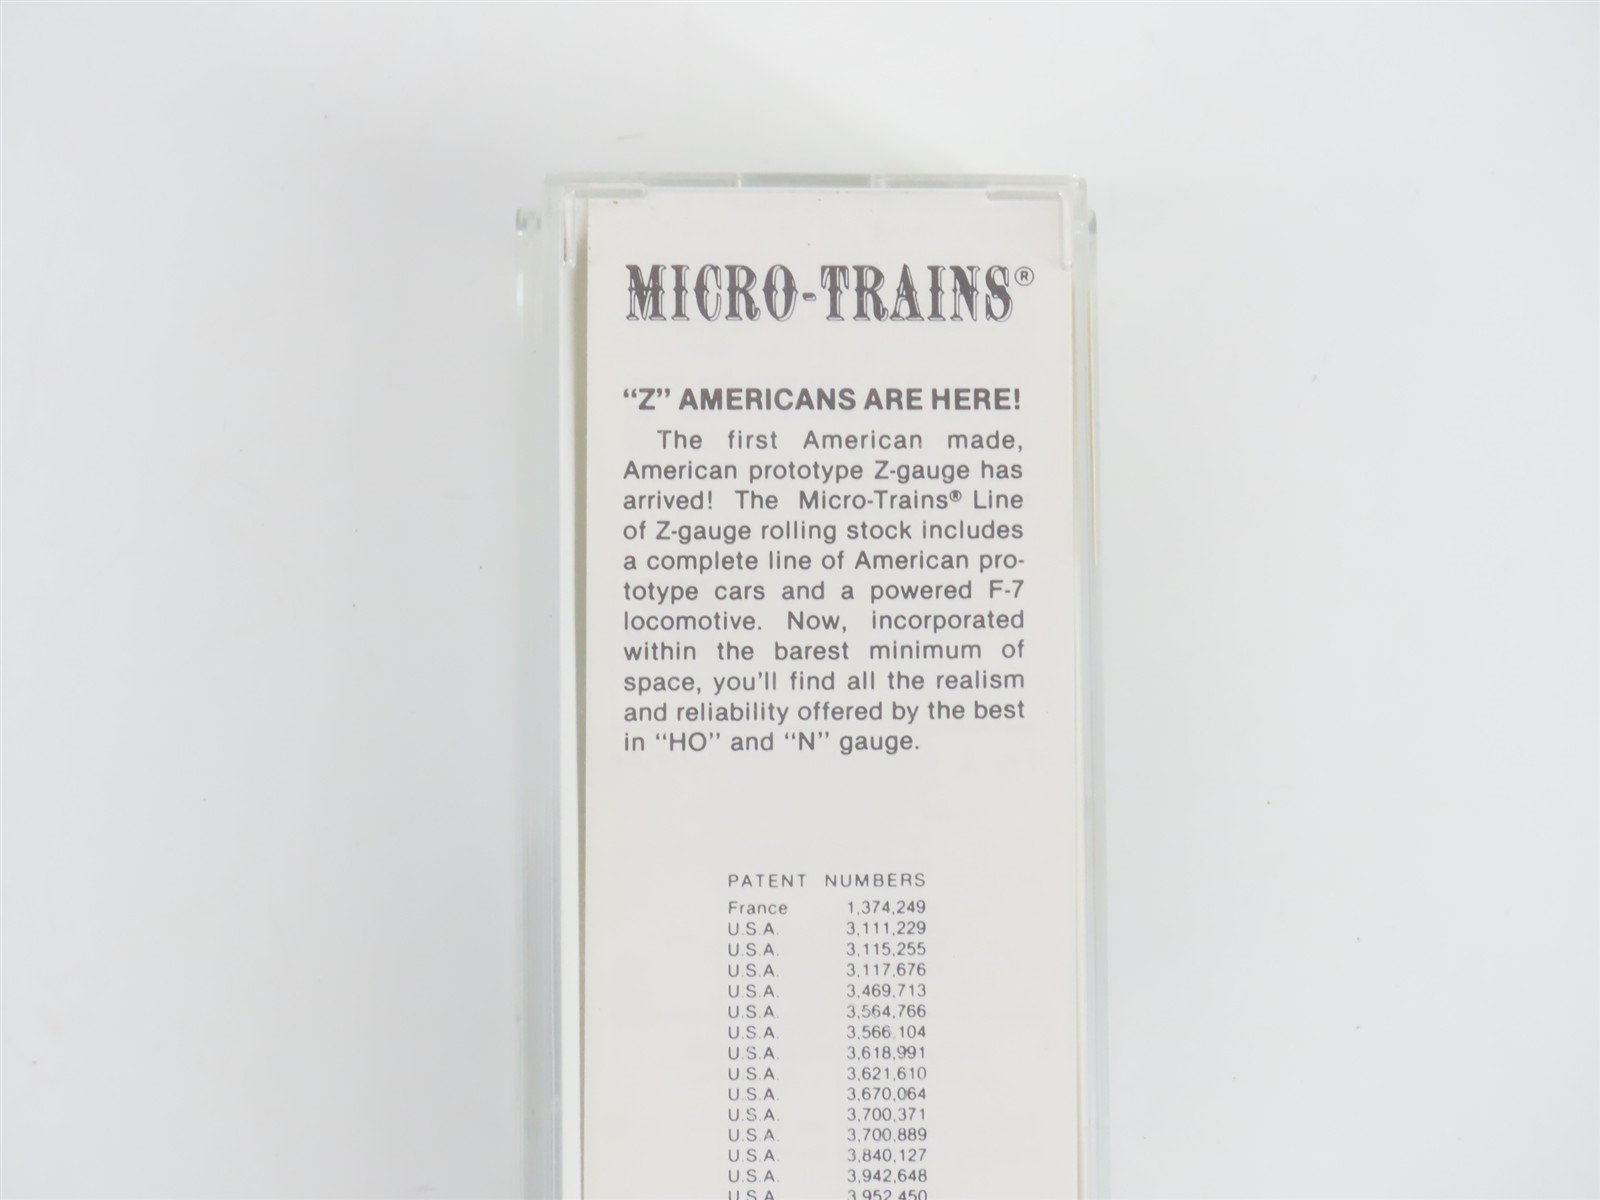 MICRO-TRAINS®
“Z” AMERICANS ARE HERE!
The first American made,
American prototype Z-gauge has
arrived! The Micro-Trains® Line
of Z-gauge rolling stock includes
a complete line of American pro-
totype cars and a powered F-7
locomotive. Now, incorporated
within the barest minimum of
space, you'll find all the realism
and reliability offered by the best
in “HO” and “N” gauge.
PATENT NUMBERS
France 1,374,249
U.S.A. 3,111,229
U.S.A. 3,115,255
U.S.A. 3,117,676
U.S.A. 3,469,713
U.S.A. 3,564,766
U.S.A. 3,566,104
U.S.A. 3,618,991
U.S.A. 3,621,610
U.S.A. 3,670,064
U.S.A. 3,700,371
U.S.A. 3,700,889
U.S.A. 3,840,127
U.S.A. 3,942,648
U.S.A. 3,952,450